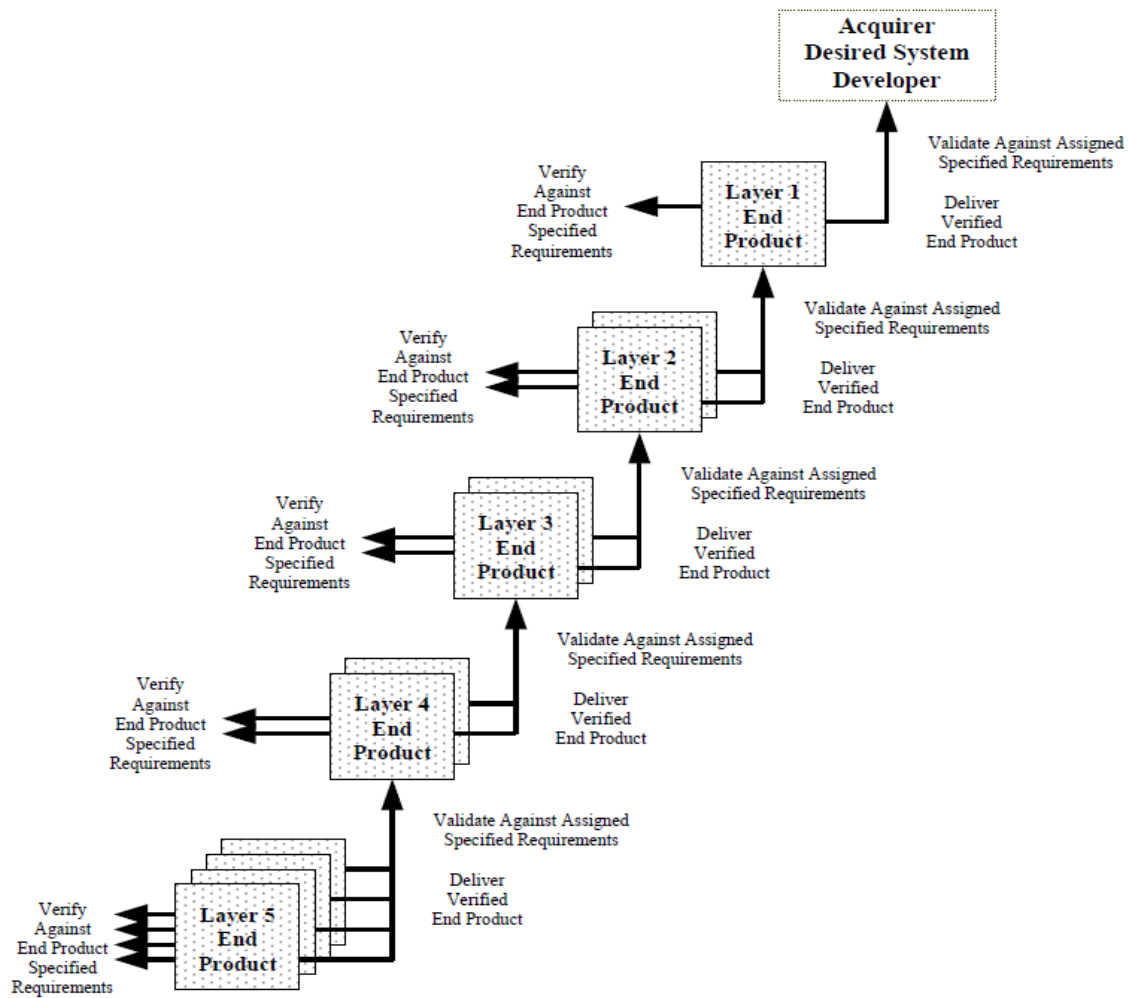 Acquirer
Desired System
Developer
Validate Against Assigned
Specified Requirements
Deliver
Verified
End Product
Verify
Against
End Product
Specified
Requirements
Layer 1
End
Product
Validate Against Assigned
Specified Requirements
Deliver
Verified
End Product
Verify
Against
End Product
Specified
Requirements
Layer 2
End
Product
Validate Against Assigned
Specified Requirements
Deliver
Verified
End Product
Verify
Against
End Product
Specified
Requirements
Layer 3
End
Product
Validate Against Assigned
Specified Requirements
Deliver
Verified
End Product
Verify
Against
End Product
Specified
Requirements
Layer 4
End
Product
Validate Against Assigned
Specified Requirements
Deliver
Verified
End Product
Verify
Against
End Product
Specified
Requirements
Layer 5
End
Product